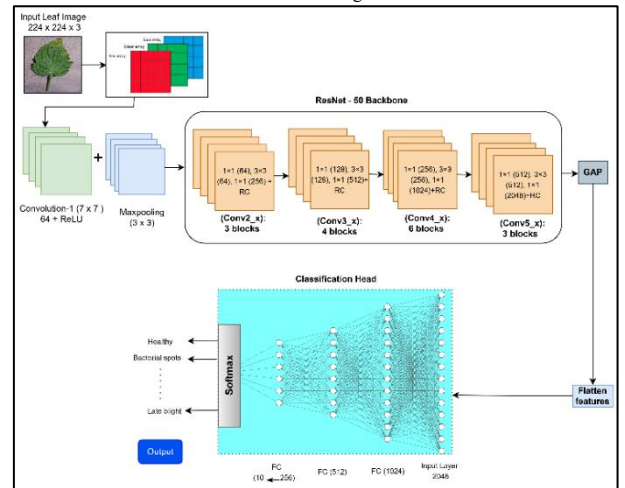 Input Leaf Image
224 x 224 x 3
ResNet - 50 Backbone
1×1 (64), 3×3
(64), 1×1 (256) +
RC
1×1 (128), 3×3
(128), 1×1 (512)+RC
1×1 (256), 3×3
(256), 1×1
(1024)+RC
1×1 (512), 3×3
(512), 1×1
(2048)+RC
GAP
+
Convolution-1 (7 x 7 )
64 + ReLU
Maxpooling
(3 x 3)
(Conv2_x):
3 blocks
(Conv3_x):
4 blocks
(Conv4_x):
6 blocks
(Conv5_x):
3 blocks
Classification Head
Healthy
Bacterial spots
Late blight
Softmax
Flatten
features
Output
FC
(10 ← 256)
FC (512)
FC (1024)
Input Layer
2048